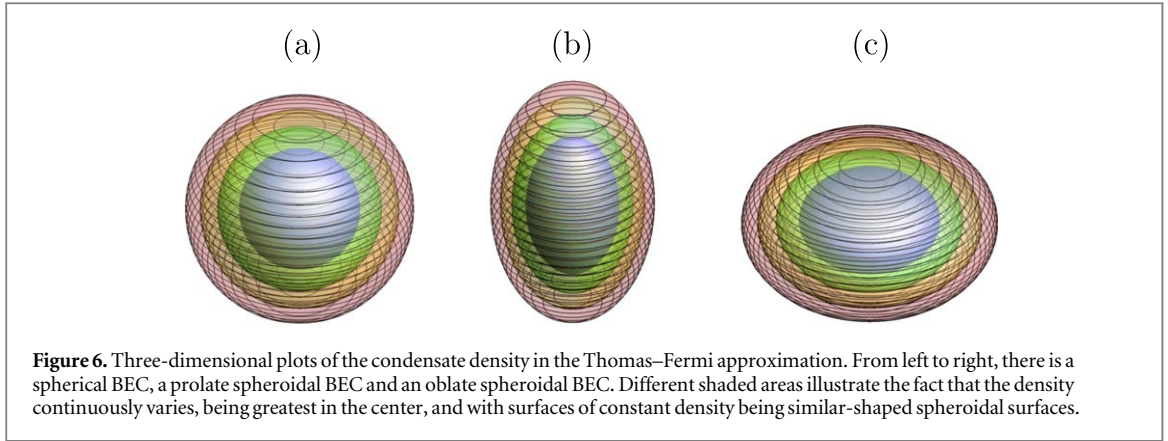 (a) (b) (c)
Figure 6. Three-dimensional plots of the condensate density in the Thomas–Fermi approximation. From left to right, there is a
spherical BEC, a prolate spheroidal BEC and an oblate spheroidal BEC. Different shaded areas illustrate the fact that the density
continuously varies, being greatest in the center, and with surfaces of constant density being similar-shaped spheroidal surfaces.